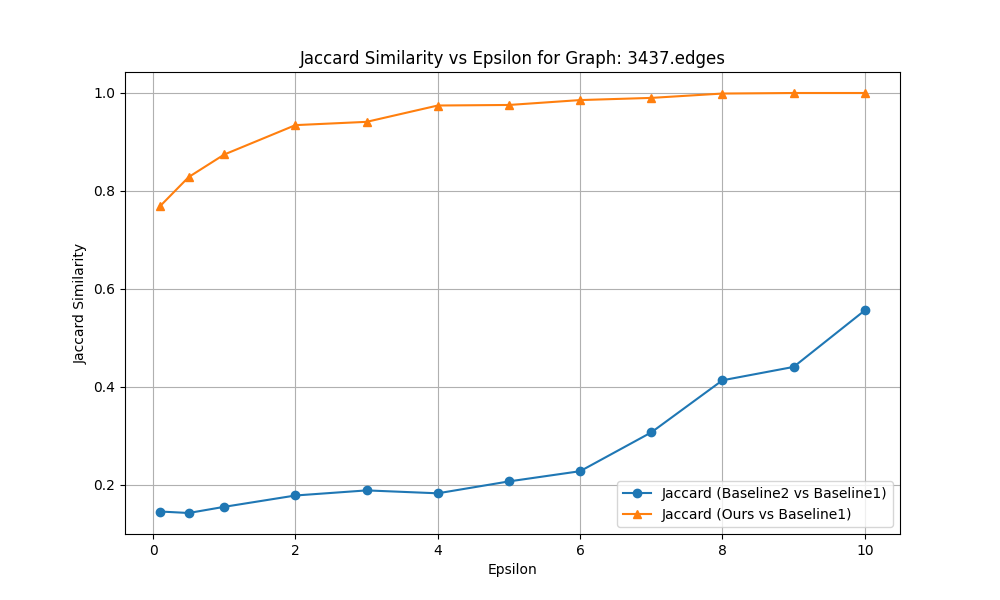 Jaccard Similarity vs Epsilon for Graph: 3437.edges
1.0
0.8
0.6
0.4
0.2
Jaccard Similarity
0
2
4
6
8
10
Epsilon
Jaccard (Baseline2 vs Baseline1)
Jaccard (Ours vs Baseline1)